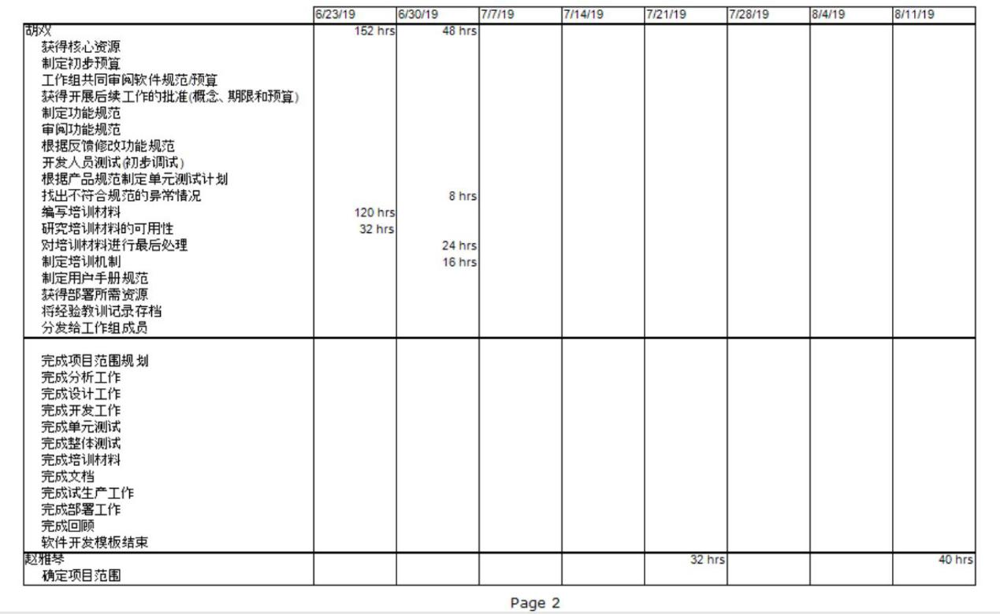 6/23/19 6/30/19 7/7/19 7/14/19 7/21/19 7/28/19 8/4/19 8/11/19
胡双 152 hrs 48 hrs
获得核心资源
制定初步预算
工作组共同审阅软件规范/预算
获得开展后续工作的批准(概念、期限和预算)
制定功能规范
审阅功能规范
根据反馈修改功能规范
开发人员测试(初步调试)
根据产品规范制定单元测试计划
找出不符合规范的异常情况 8 hrs
编写培训材料 120 hrs
研究培训材料的可用性 32 hrs
对培训材料进行最后处理 24 hrs
制定培训机制 16 hrs
制定用户手册规范
获得部署所需资源
将经验教训记录存档
分发给工作组成员
完成项目范围规划
完成分析工作
完成设计工作
完成开发工作
完成单元测试
完成整体测试
完成培训材料
完成文档
完成试生产工作
完成部署工作
完成回顾
软件开发模板结束
赵雅琴 32 hrs 40 hrs
确定项目范围
Page 2